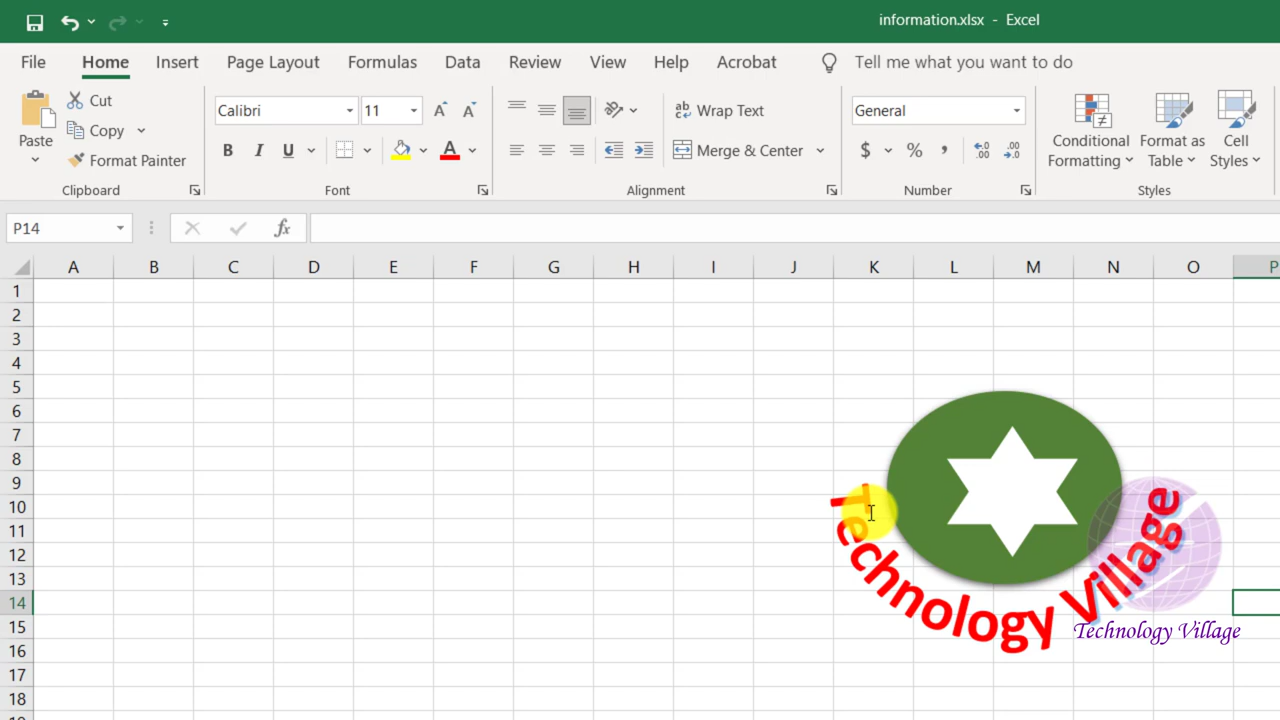 information.xlsx - Excel
File Home Insert Page Layout Formulas Data Review View Help Acrobat Tell me what you want to do
Paste
Cut
Copy
Format Painter
Clipboard
Calibri 11 A A
B I U A
Font
ab Wrap Text
Merge & Center
Alignment
General
$ % , .00 .00
Number
Conditional Formatting
Format as Table
Cell Styles
Styles
P14 fx
A B C D E F G H I J K L M N O P
1
2
3
4
5
6
7
8
9
10
11
12
13
14
15
16
17
18
Technology Village
Technology Village